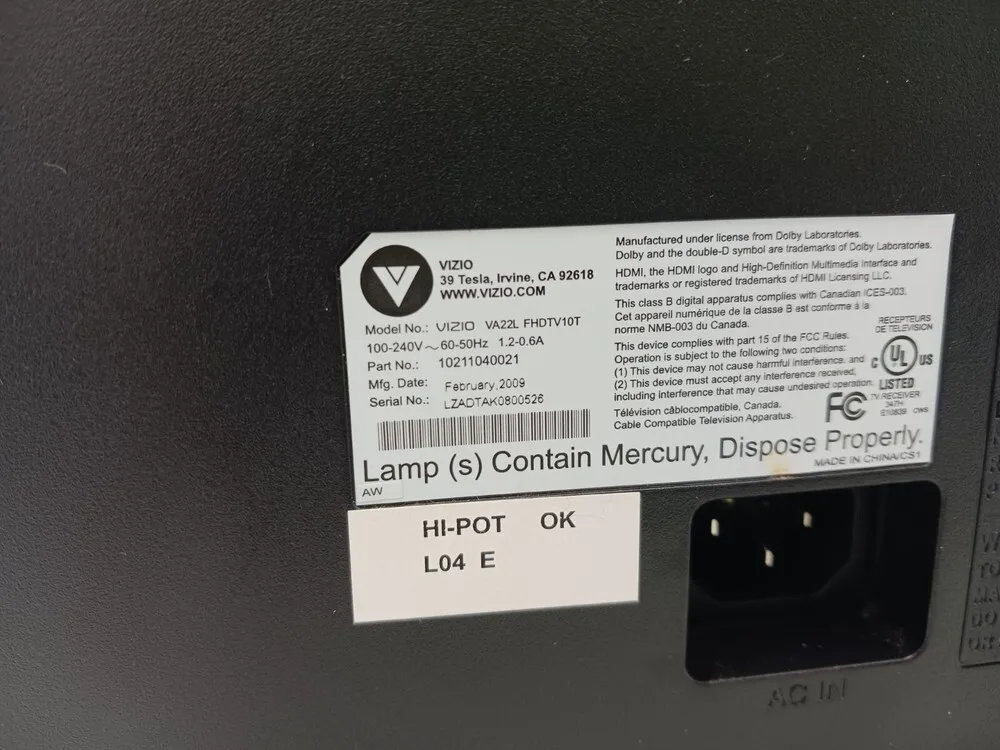 VIZIO
39 Tesla, Irvine, CA 92618
WWW.VIZIO.COM
Model No.: VIZIO VA22L FHDTV10T
100-240V ~ 60-50Hz 1.2-0.6A
Part No.: 10211040021
Mfg. Date: February,2009
Serial No.: LZADTAK0800526
Manufactured under license from Dolby Laboratories.
Dolby and the double-D symbol are trademarks of Dolby Laboratories.
HDMI, the HDMI logo and High-Definition Multimedia Interface and
trademarks or registered trademarks of HDMI Licensing LLC.
This class B digital apparatus complies with Canadian ICES-003.
Cet appareil numérique de la classe B est conforme à la
norme NMB-003 du Canada.
This device complies with part 15 of the FCC Rules.
Operation is subject to the following two conditions:
(1) This device may not cause harmful interference, and
(2) This device must accept any interference received,
including interference that may cause undesired operation.
Télévision câblocompatible, Canada.
Cable Compatible Television Apparatus.
RECEPTEURS
DE TELEVISION
C UL US
LISTED
FC
TV RECEIVER
347H
E10839 CWS
Lamp (s) Contain Mercury, Dispose Properly.
MADE IN CHINA/CS1
AW
HI-POT OK
L04 E
AC IN